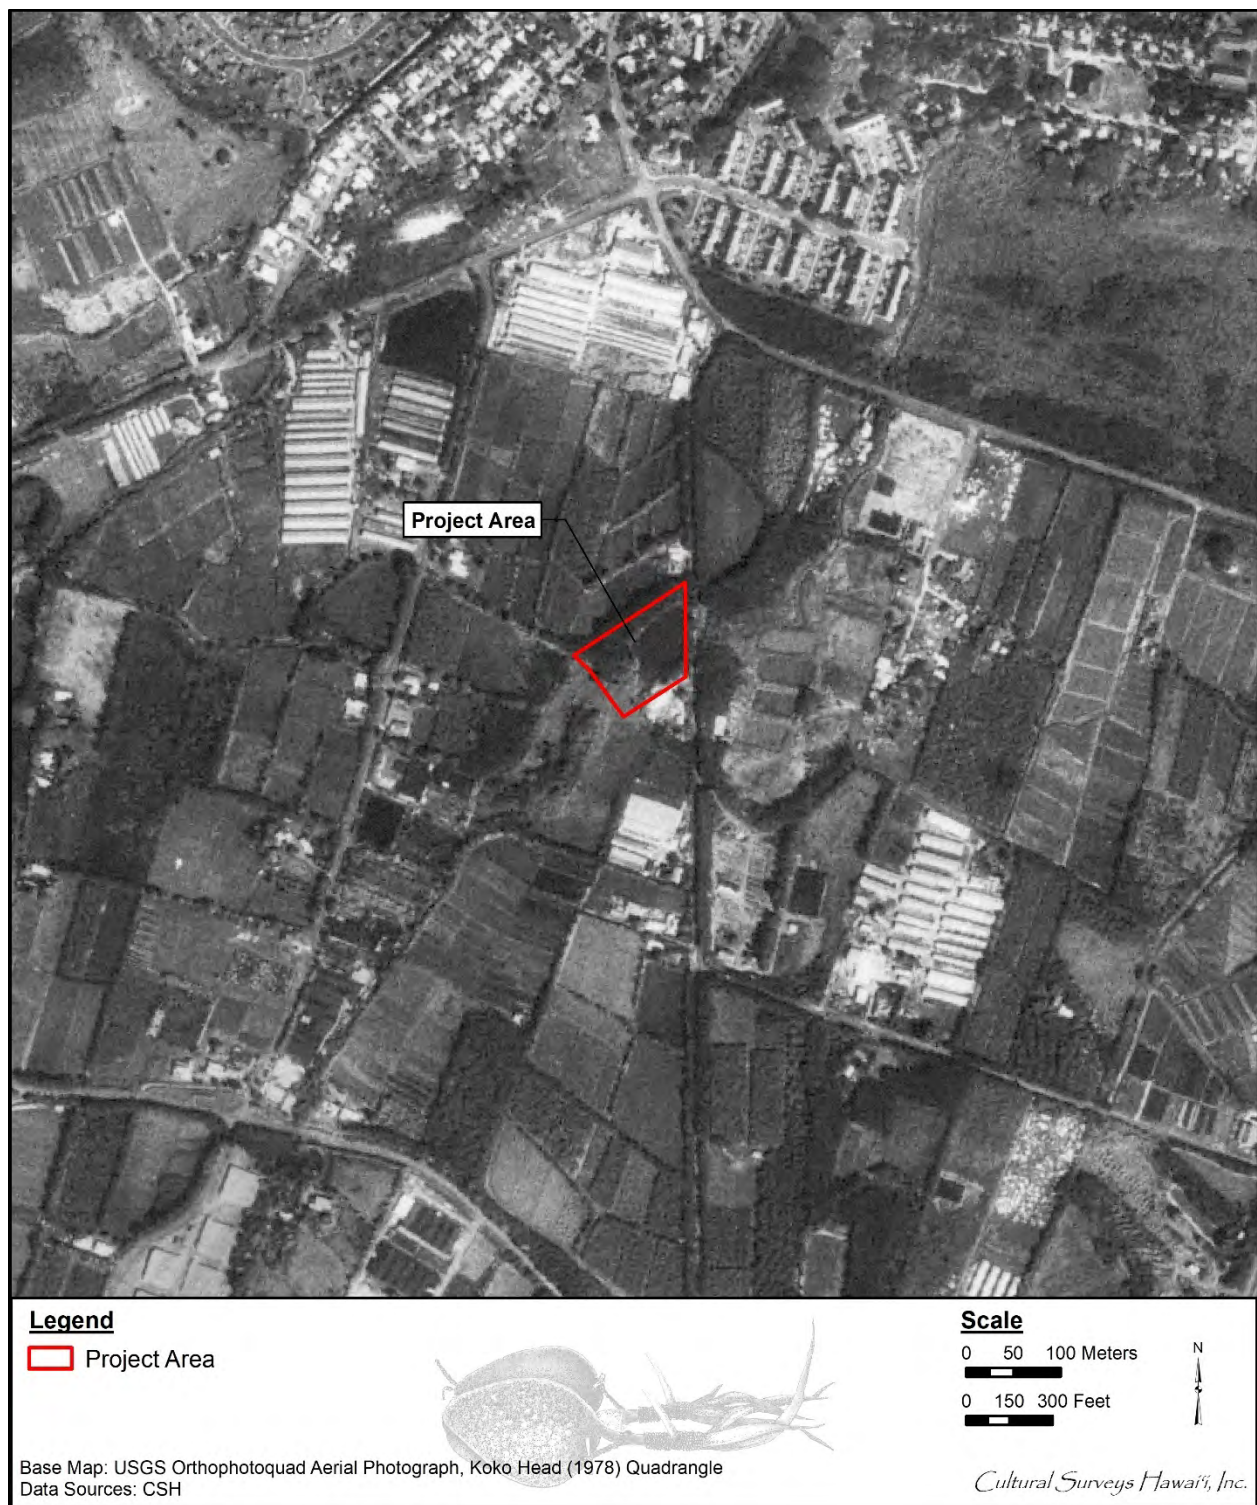 Project Area
Legend
Project Area
Scale
0 50 100 Meters
0 150 300 Feet
N
Base Map: USGS Orthophotoquad Aerial Photograph, Koko Head (1978) Quadrangle
Data Sources: CSH
Cultural Surveys Hawaiʻi, Inc.